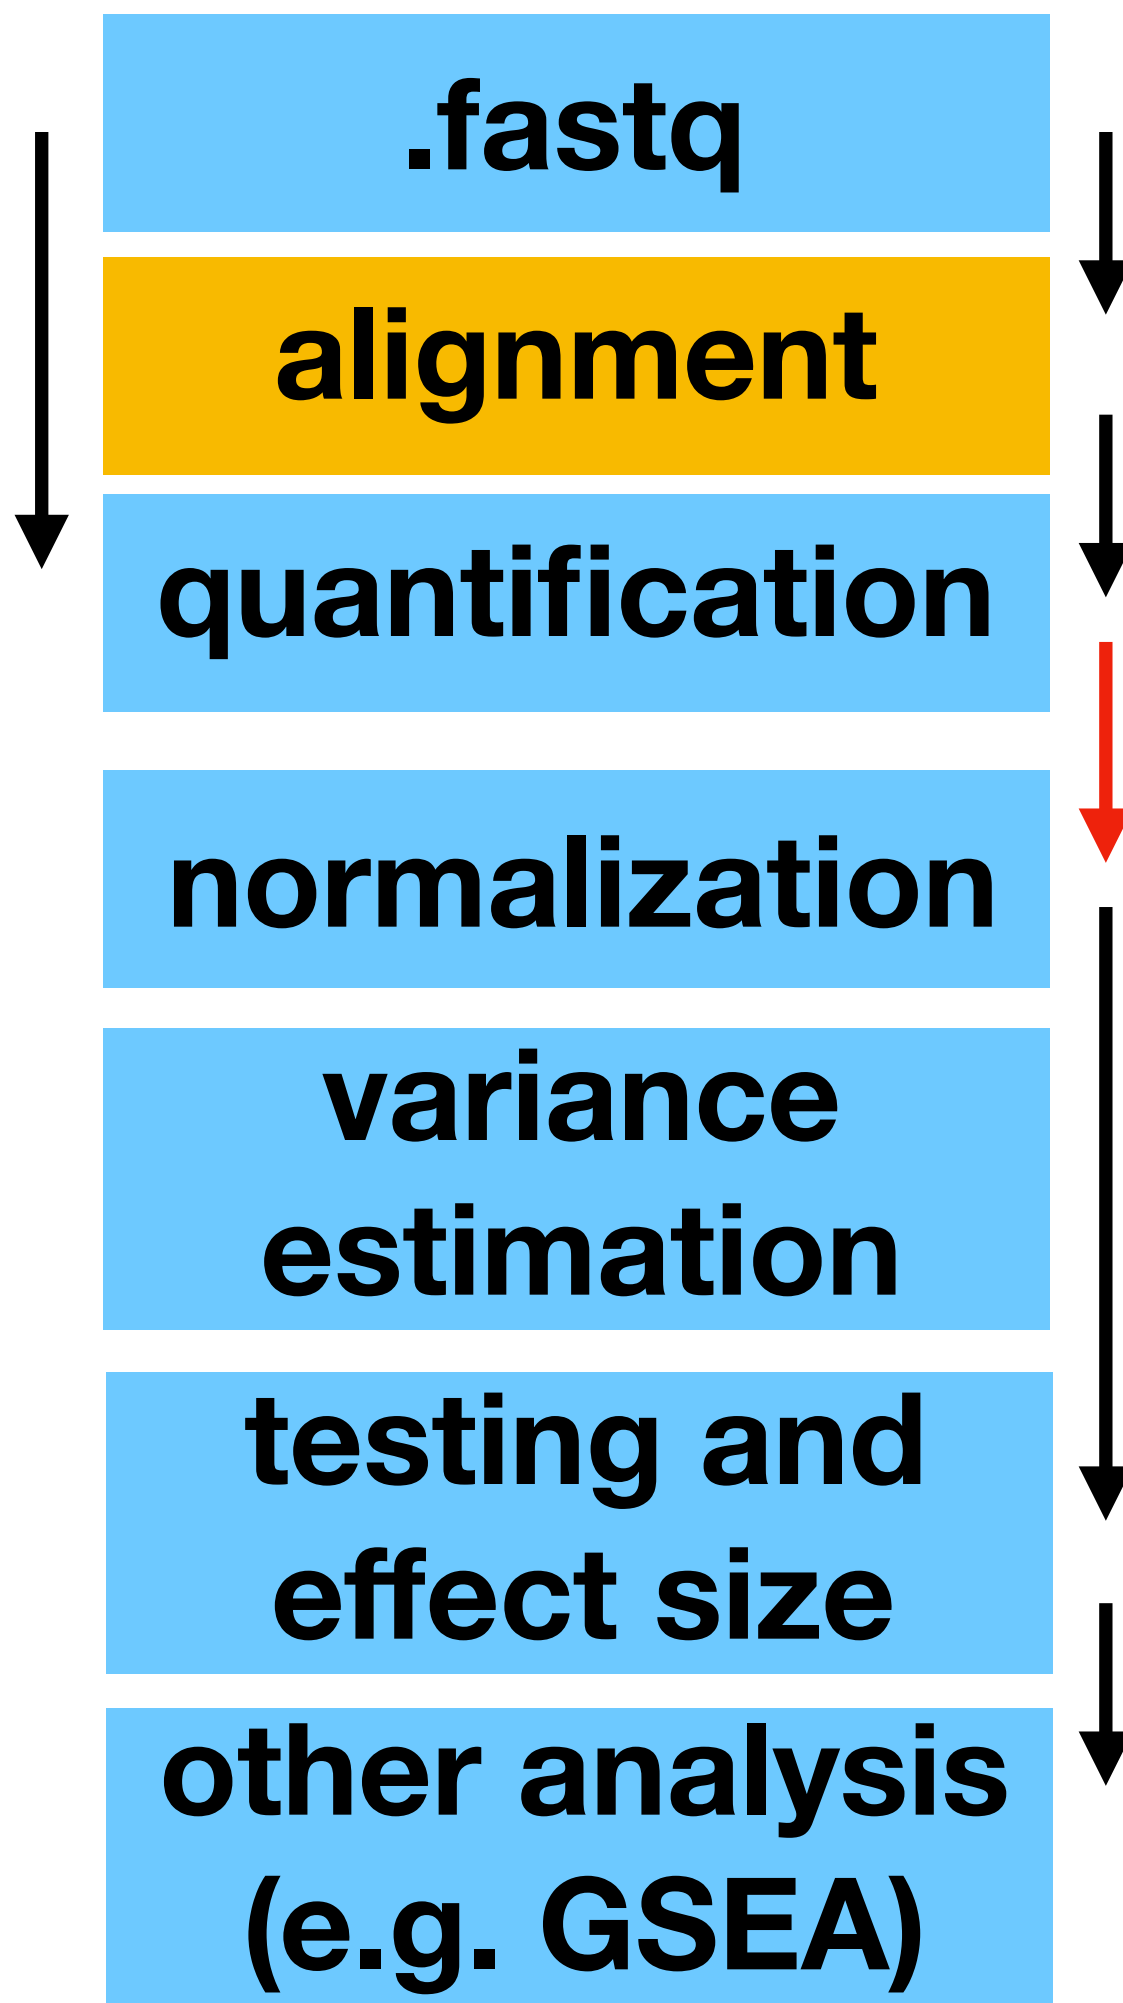 .fastq
alignment
quantification
normalization
variance
estimation
testing and
effect size
other analysis
(e.g. GSEA)